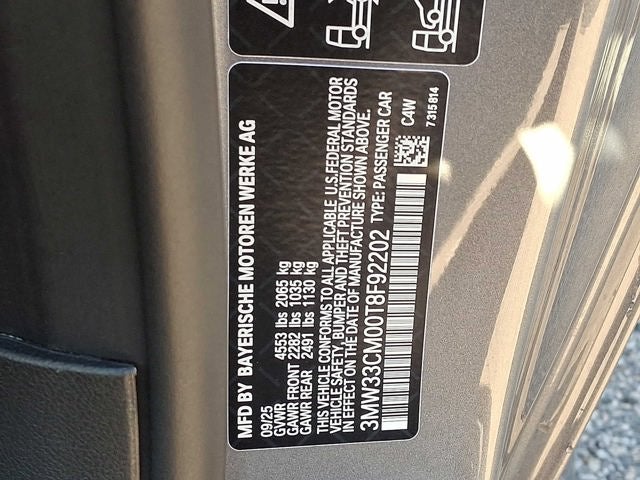 MFD BY BAYERISCHE MOTOREN WERKE AG
09/25
GVWR 4553 lbs 2065 kg
GAWR FRONT 2282 lbs 1035 kg
GAWR REAR 2491 lbs 1130 kg
THIS VEHICLE CONFORMS TO ALL APPLICABLE U.S. FEDERAL MOTOR
VEHICLE SAFETY, BUMPER AND THEFT PREVENTION STANDARDS
IN EFFECT ON THE DATE OF MANUFACTURE SHOWN ABOVE.
3MW33CM00T8F92202 TYPE: PASSENGER CAR
C4W
7315814